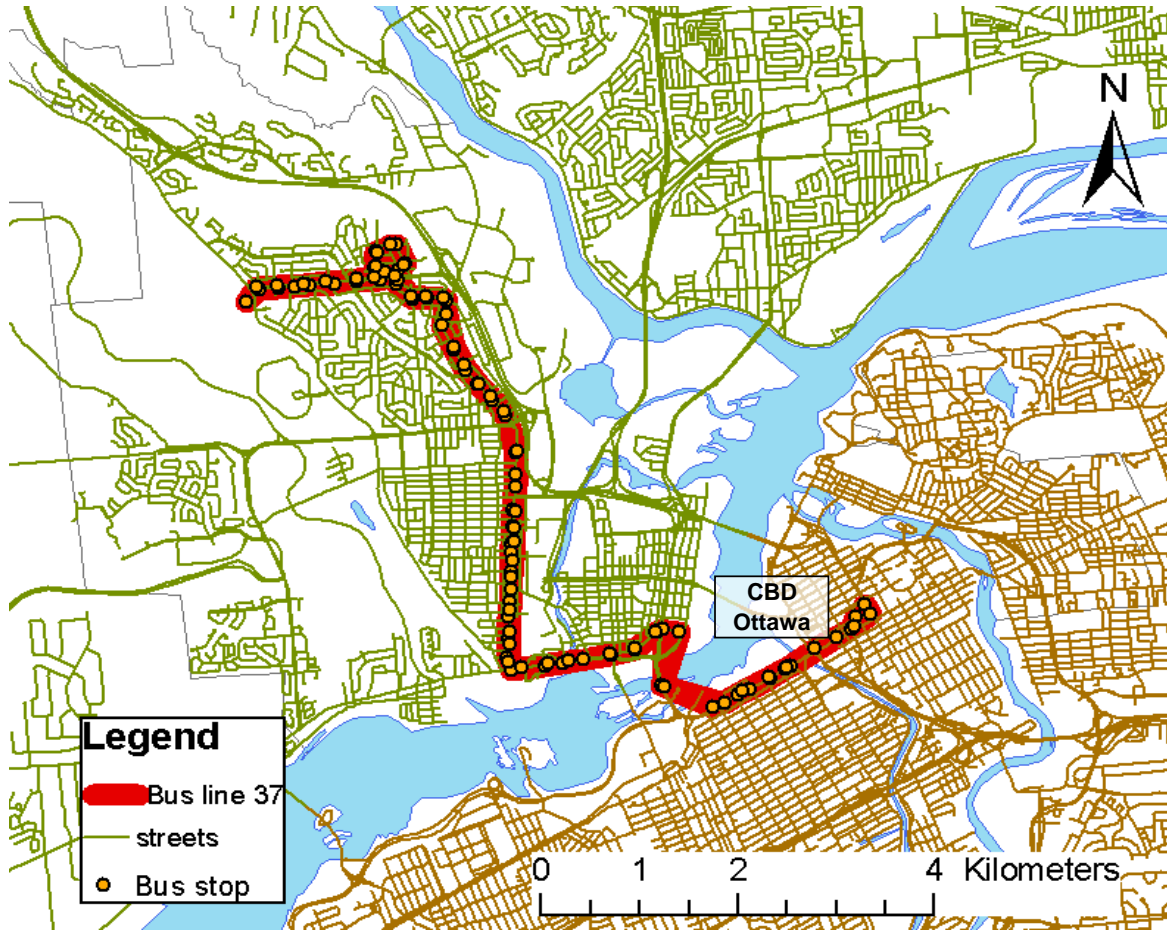 N
CBD
Ottawa
Legend
Bus line 37
streets
Bus stop
0 1 2 4 Kilometers